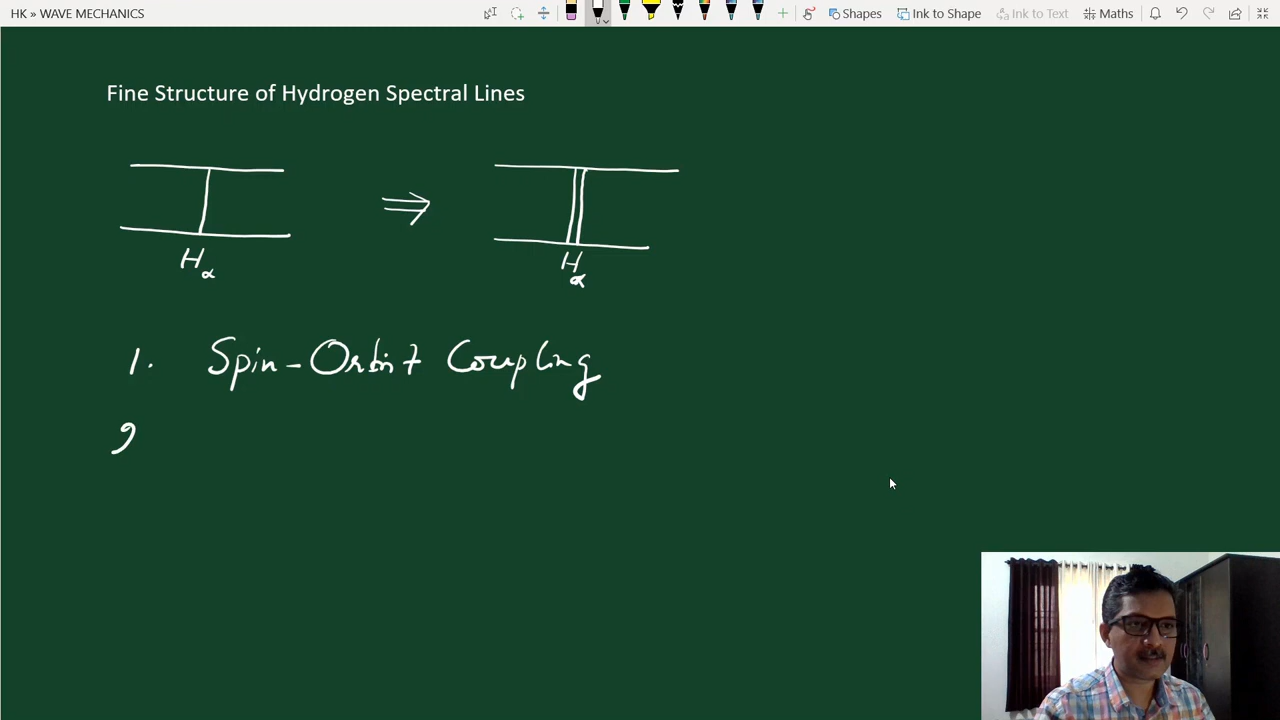 HK » WAVE MECHANICS
Shapes Ink to Shape Ink to Text Maths
Fine Structure of Hydrogen Spectral Lines
⇒
Hα Hα
1. Spin-Orbit Coupling